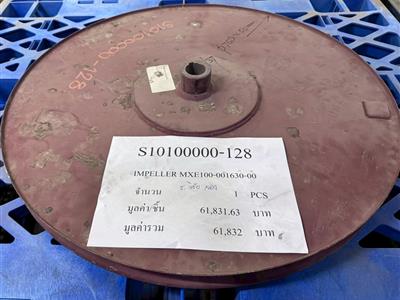 S10100000-128
S10100000-128
IMPELLER MXE100-001630-00
จำนวน 1 PCS
มูลค่า/ชิ้น 61,831.63 บาท
มูลค่ารวม 61,832 บาท